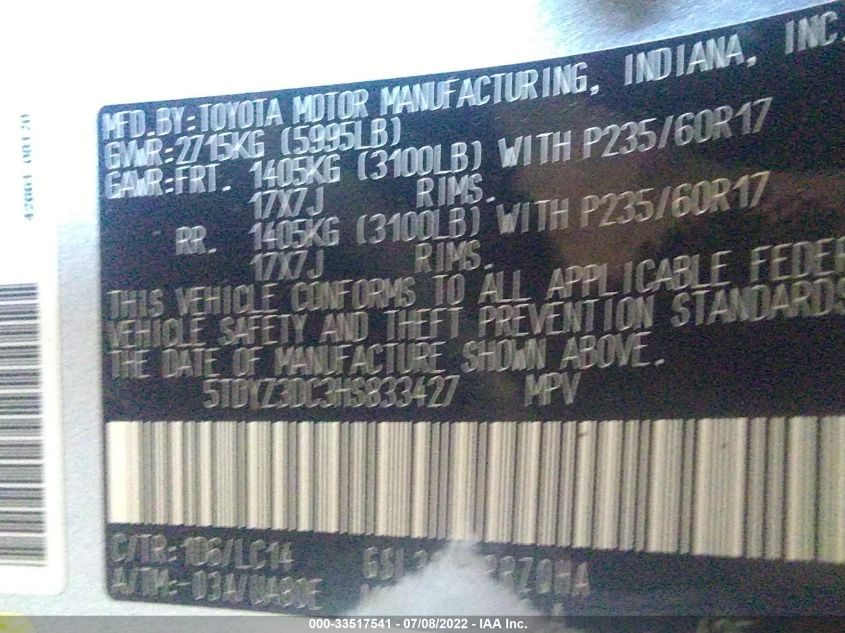 MFD.BY:TOYOTA MOTOR MANUFACTURING, INDIANA, INC.
GVWR:2715KG (5995LB)
GAWR:FRT. 1405KG (3100LB) WITH P235/60R17
17X7J RIMS.
RR. 1405KG (3100LB) WITH P235/60R17
17X7J RIMS.
THIS VEHICLE CONFORMS TO ALL APPLICABLE FEDER
VEHICLE SAFETY AND THEFT PREVENTION STANDARDS
THE DATE OF MANUFACTURE SHOWN ABOVE.
5TDYZ3DC3HS833427 MPV
C/TR:1D6/LC14
A/TM:-03A/UA80E
000-33517541 - 07/08/2022 - IAA Inc.